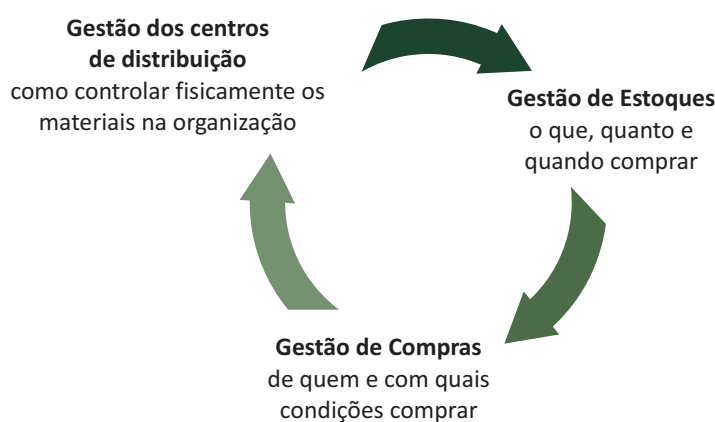 Gestão dos centros
de distribuição
como controlar fisicamente os
materiais na organização
Gestão de Estoques
o que, quanto e
quando comprar
Gestão de Compras
de quem e com quais
condições comprar